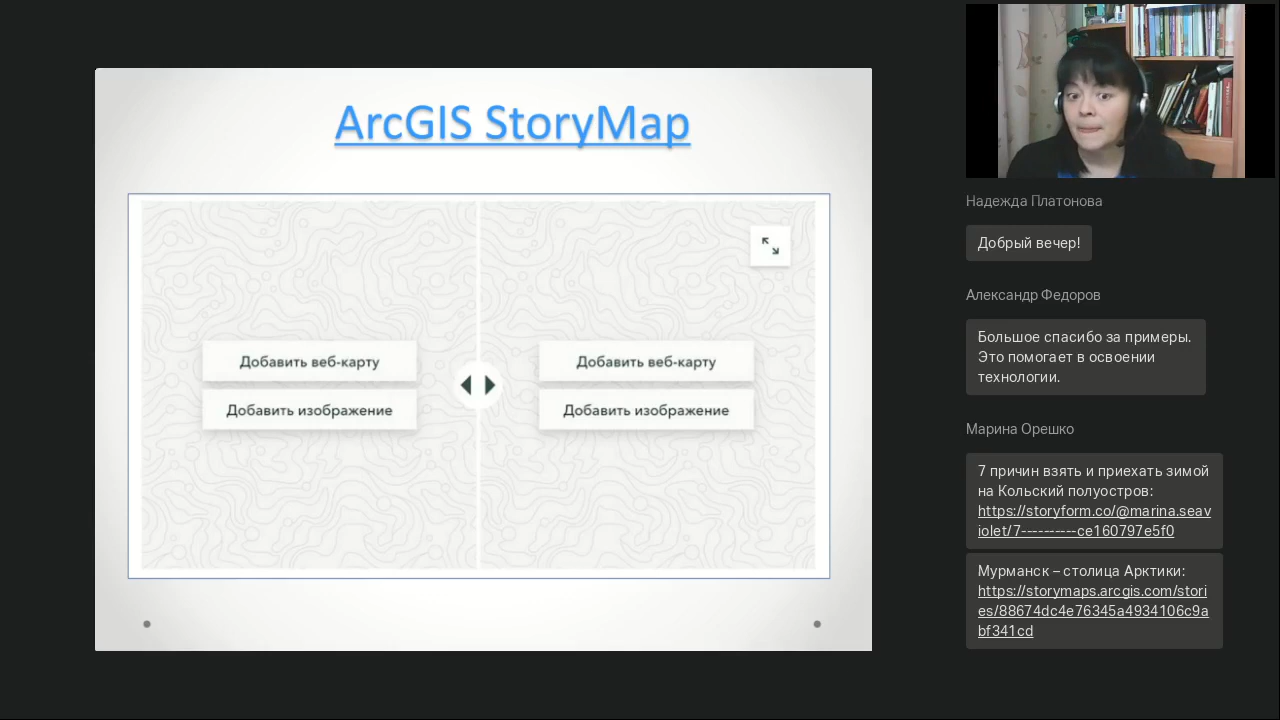 ArcGIS StoryMap
Добавить веб-карту
Добавить изображение
Добавить веб-карту
Добавить изображение
Надежда Платонова
Добрый вечер!
Александр Федоров
Большое спасибо за примеры.
Это помогает в освоении
технологии.
Марина Орешко
7 причин взять и приехать зимой
на Кольский полуостров:
https://storyform.co/@marina.seav
iolet/7----------ce160797e5f0
Мурманск – столица Арктики:
https://storymaps.arcgis.com/stori
es/88674dc4e76345a4934106c9a
bf341cd